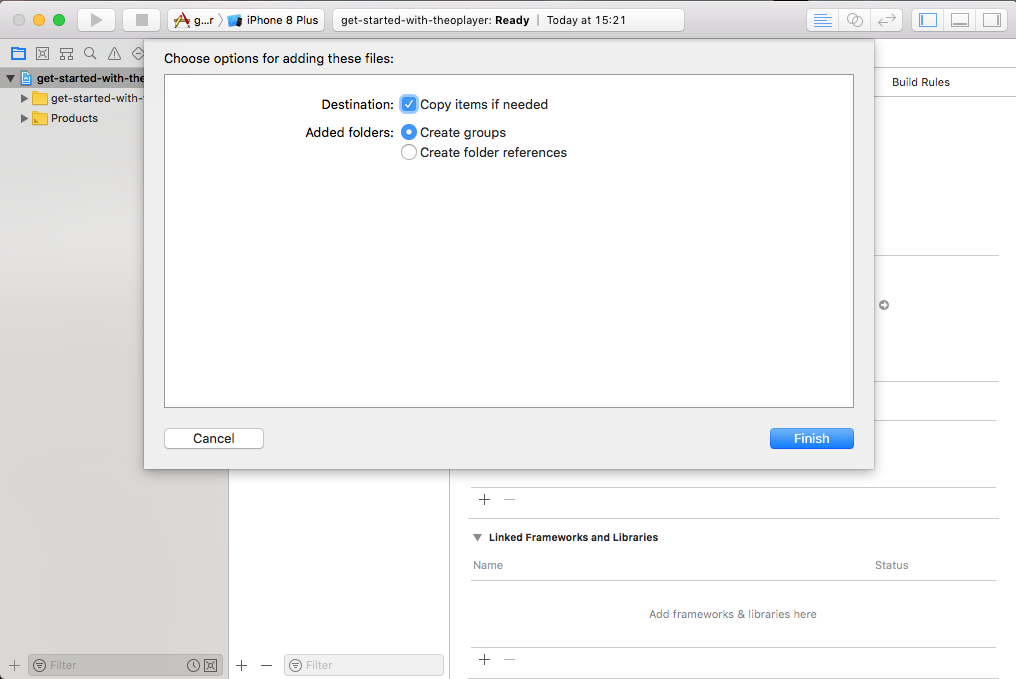 g...r
iPhone 8 Plus
get-started-with-theoplayer: Ready | Today at 15:21
Choose options for adding these files:
get-started-with-the
Build Rules
get-started-with-
Destination: Copy items if needed
Products
Added folders: Create groups
Create folder references
Cancel
Finish
Linked Frameworks and Libraries
Name Status
Add frameworks & libraries here
Filter
Filter